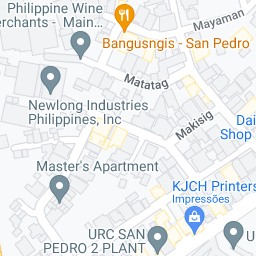 Philippine Wine
erchants - Main...
Mayaman
Bangusngis - San Pedro
Matatag
Newlong Industries
Philippines, Inc
Makisig
Dai
Shop
Master's Apartment
KJCH Printers
Impressões
URC SAN
PEDRO 2 PLANT
U